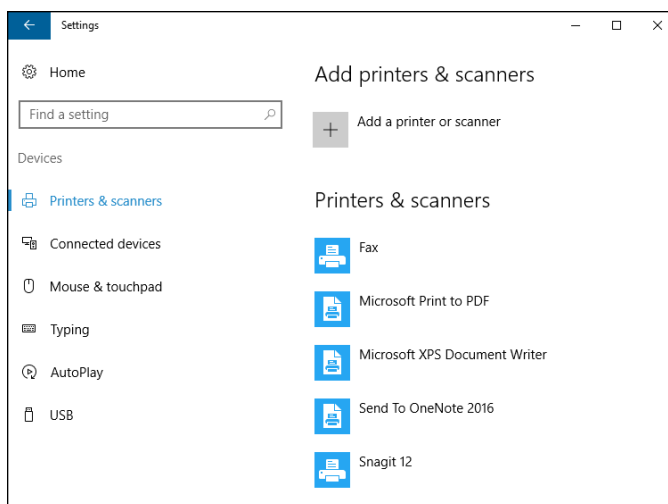 Settings
Home
Find a setting
Devices
Printers & scanners
Connected devices
Mouse & touchpad
Typing
AutoPlay
USB
Add printers & scanners
Add a printer or scanner
Printers & scanners
Fax
Microsoft Print to PDF
Microsoft XPS Document Writer
Send To OneNote 2016
Snagit 12